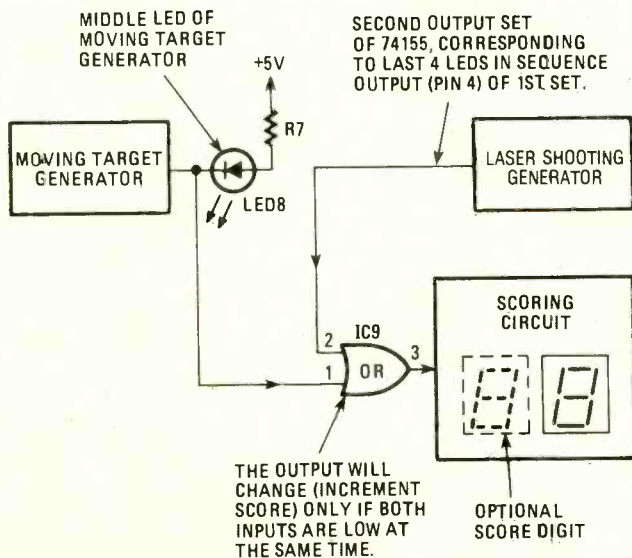 MIDDLE LED OF
MOVING TARGET
GENERATOR
SECOND OUTPUT SET
OF 74155, CORRESPONDING
TO LAST 4 LEDS IN SEQUENCE
OUTPUT (PIN 4) OF 1ST SET.
+5V
R7
MOVING TARGET
GENERATOR
LED8
LASER SHOOTING
GENERATOR
IC9
2
1
OR
3
SCORING
CIRCUIT
8 8
THE OUTPUT WILL
CHANGE (INCREMENT
SCORE) ONLY IF BOTH
INPUTS ARE LOW AT
THE SAME TIME.
OPTIONAL
SCORE DIGIT